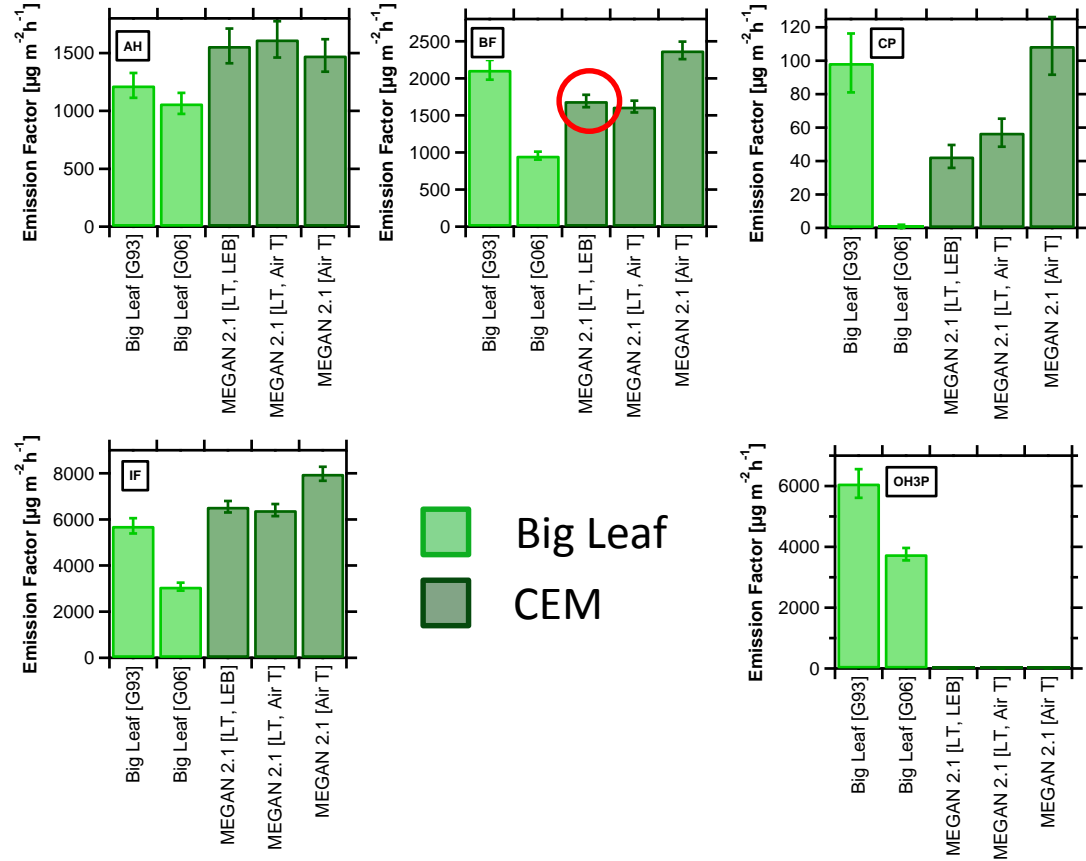 Emission Factor [µg m⁻²h⁻¹]
1500
1000
500
0
AH
Big Leaf [G93]
Big Leaf [G06]
MEGAN 2.1 [LT, LEB]
MEGAN 2.1 [LT, Air T]
MEGAN 2.1 [Air T]
Emission Factor [µg m⁻²h⁻¹]
2500
2000
1500
1000
500
0
BF
Big Leaf [G93]
Big Leaf [G06]
MEGAN 2.1 [LT, LEB]
MEGAN 2.1 [LT, Air T]
MEGAN 2.1 [Air T]
Emission Factor [µg m⁻²h⁻¹]
120
100
80
60
40
20
0
CP
Big Leaf [G93]
Big Leaf [G06]
MEGAN 2.1 [LT, LEB]
MEGAN 2.1 [LT, Air T]
MEGAN 2.1 [Air T]
Emission Factor [µg m⁻²h⁻¹]
8000
6000
4000
2000
0
IF
Big Leaf [G93]
Big Leaf [G06]
MEGAN 2.1 [LT, LEB]
MEGAN 2.1 [LT, Air T]
MEGAN 2.1 [Air T]
Big Leaf
CEM
Emission Factor [µg m⁻²h⁻¹]
6000
4000
2000
0
OH3P
Big Leaf [G93]
Big Leaf [G06]
MEGAN 2.1 [LT, LEB]
MEGAN 2.1 [LT, Air T]
MEGAN 2.1 [Air T]